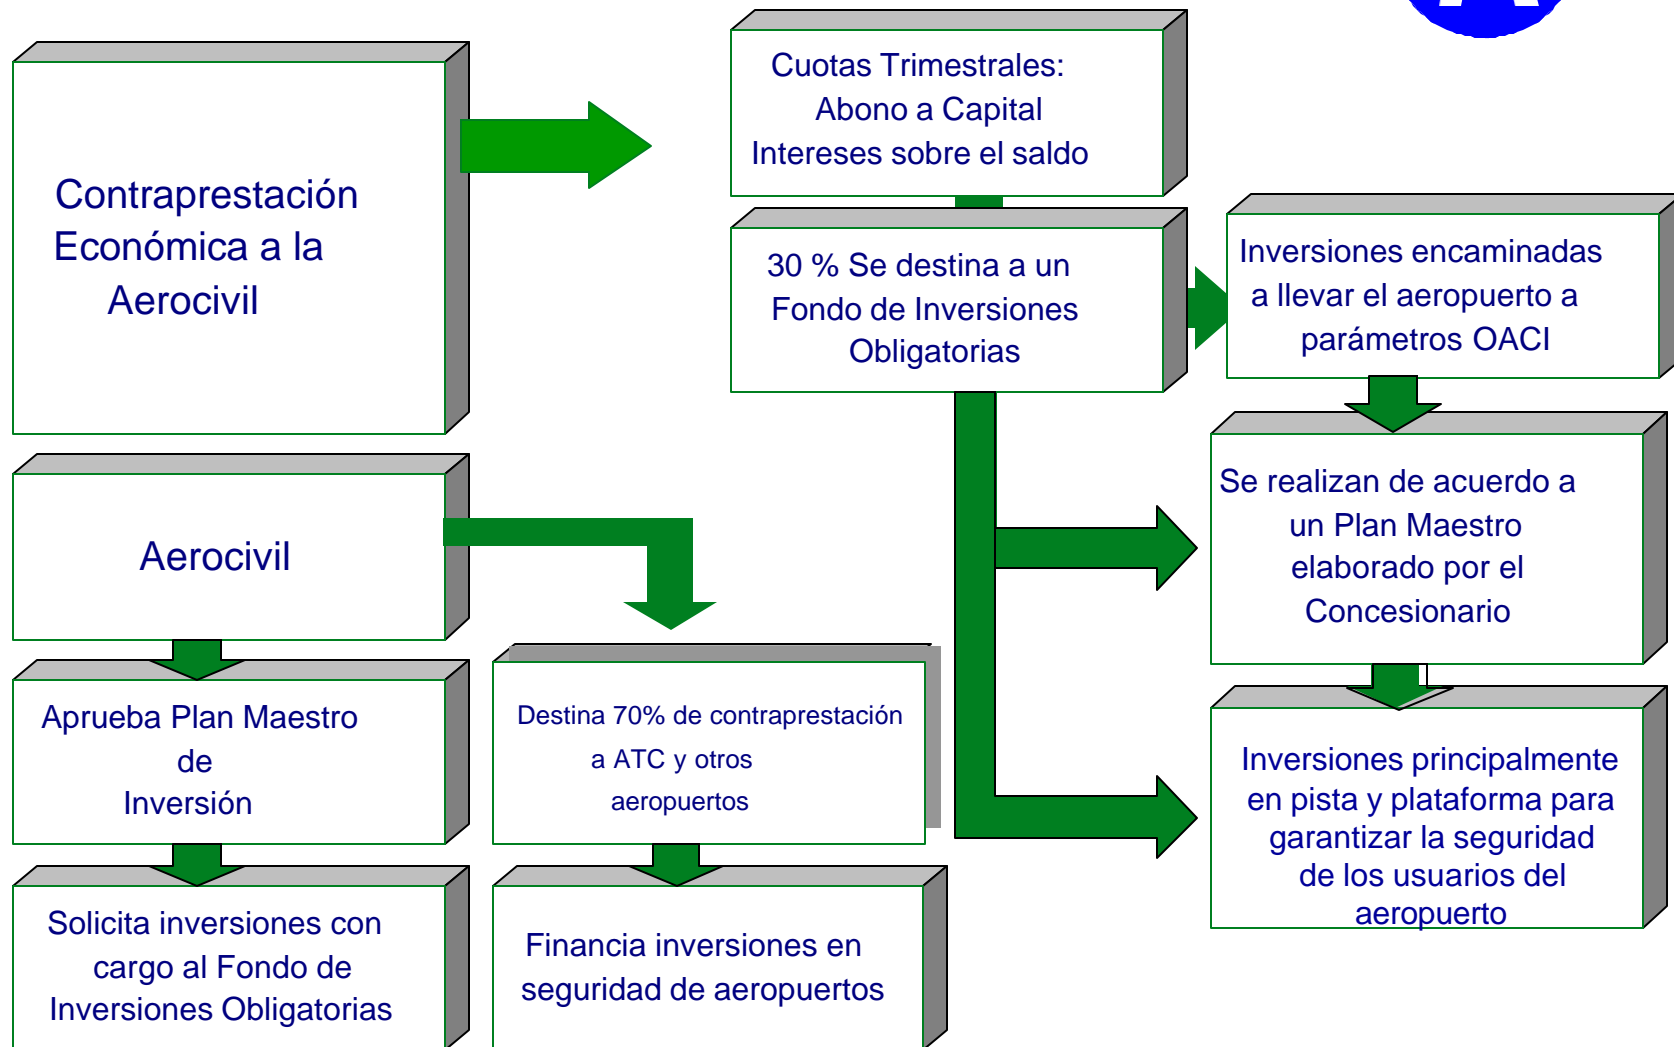 Contraprestación
Económica a la
Aerocivil
Cuotas Trimestrales:
Abono a Capital
Intereses sobre el saldo
30 % Se destina a un
Fondo de Inversiones
Obligatorias
Inversiones encaminadas
a llevar el aeropuerto a
parámetros OACI
Se realizan de acuerdo a
un Plan Maestro
elaborado por el
Concesionario
Inversiones principalmente
en pista y plataforma para
garantizar la seguridad
de los usuarios del
aeropuerto
Aerocivil
Aprueba Plan Maestro
de
Inversión
Solicita inversiones con
cargo al Fondo de
Inversiones Obligatorias
Destina 70% de contraprestación
a ATC y otros
aeropuertos
Financia inversiones en
seguridad de aeropuertos